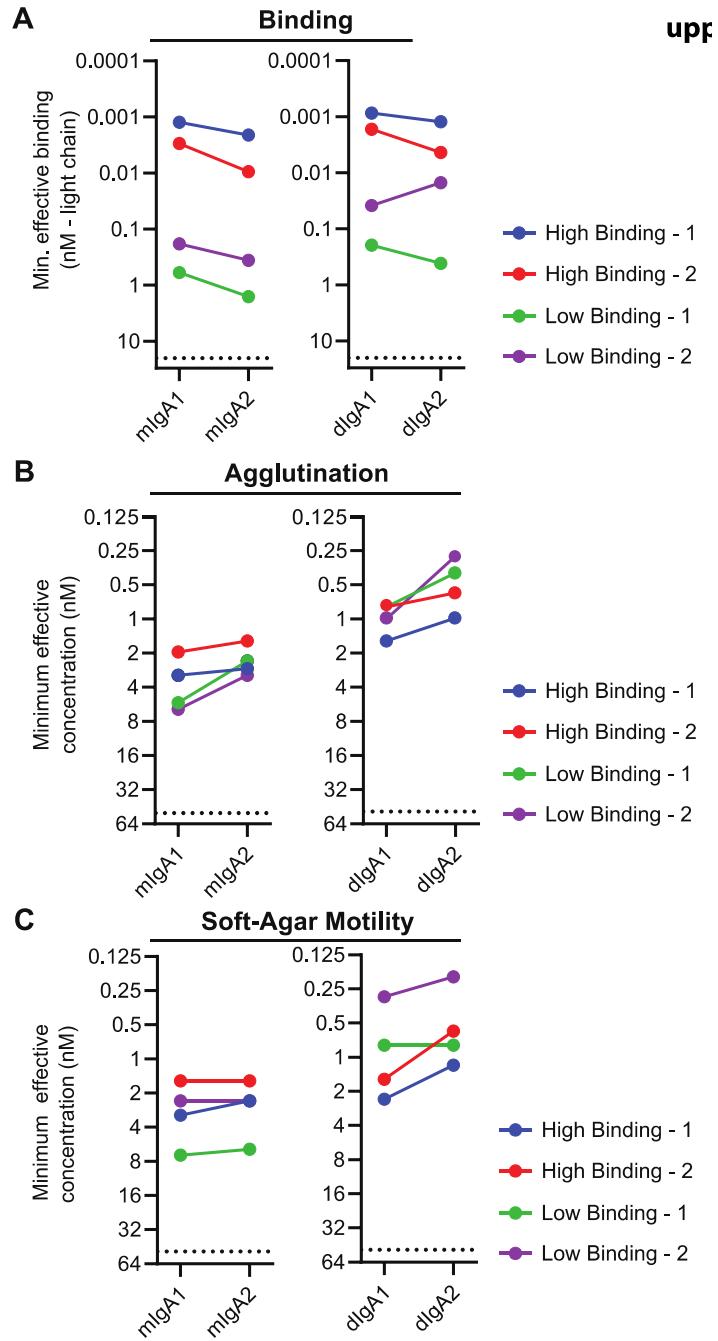 A
Binding
upp
0.0001
0.001
0.01
0.1
1
10
Min. effective binding
(nM - light chain)
mIgA1
mIgA2
0.0001
0.001
0.01
0.1
1
10
dIgA1
dIgA2
High Binding - 1
High Binding - 2
Low Binding - 1
Low Binding - 2
B
Agglutination
0.125
0.25
0.5
1
2
4
8
16
32
64
Minimum effective
concentration (nM)
mIgA1
mIgA2
0.125
0.25
0.5
1
2
4
8
16
32
64
dIgA1
dIgA2
High Binding - 1
High Binding - 2
Low Binding - 1
Low Binding - 2
C
Soft-Agar Motility
0.125
0.25
0.5
1
2
4
8
16
32
64
Minimum effective
concentration (nM)
mIgA1
mIgA2
0.125
0.25
0.5
1
2
4
8
16
32
64
dIgA1
dIgA2
High Binding - 1
High Binding - 2
Low Binding - 1
Low Binding - 2